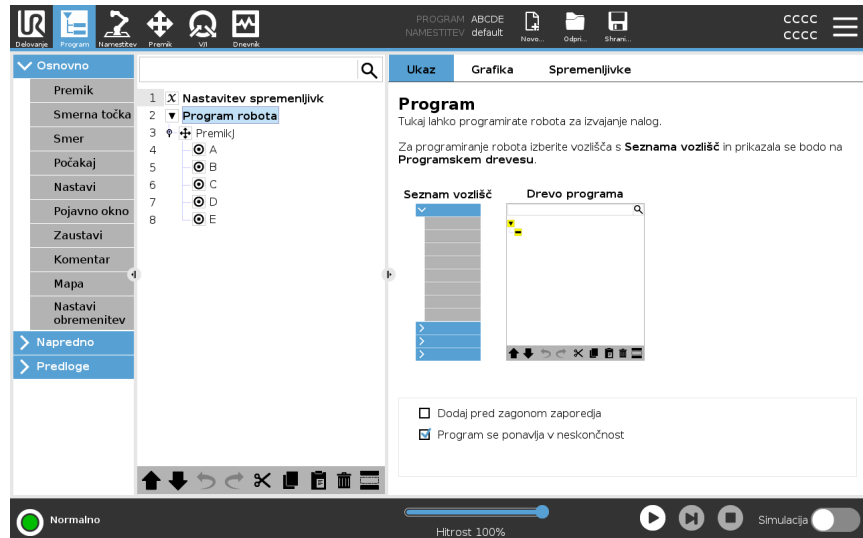 PROGRAM ABCDE
NAMESTITEV default
Delovanje
Program
Namestitev
Premik
V/I
Dnevnik
Novo...
Odpri...
Shrani...
CCCC
CCCC
Osnovno
Premik
Smerna točka
Smer
Počakaj
Nastavi
Pojavno okno
Zaustavi
Komentar
Mapa
Nastavi
obremenitev
Napredno
Predloge
1 X Nastavitev spremenljivk
2 Program robota
3 PremikJ
4 A
5 B
6 C
7 D
8 E
Ukaz
Grafika
Spremenljivke
Program
Tukaj lahko programirate robota za izvajanje nalog.
Za programiranje robota izberite vozlišča s Seznama vozlišč in prikazala se bodo na
Programskem drevesu.
Seznam vozlišč
Drevo programa
Dodaj pred zagonom zaporedja
Program se ponavlja v neskončnost
Normalno
Hitrost 100%
Simulacija